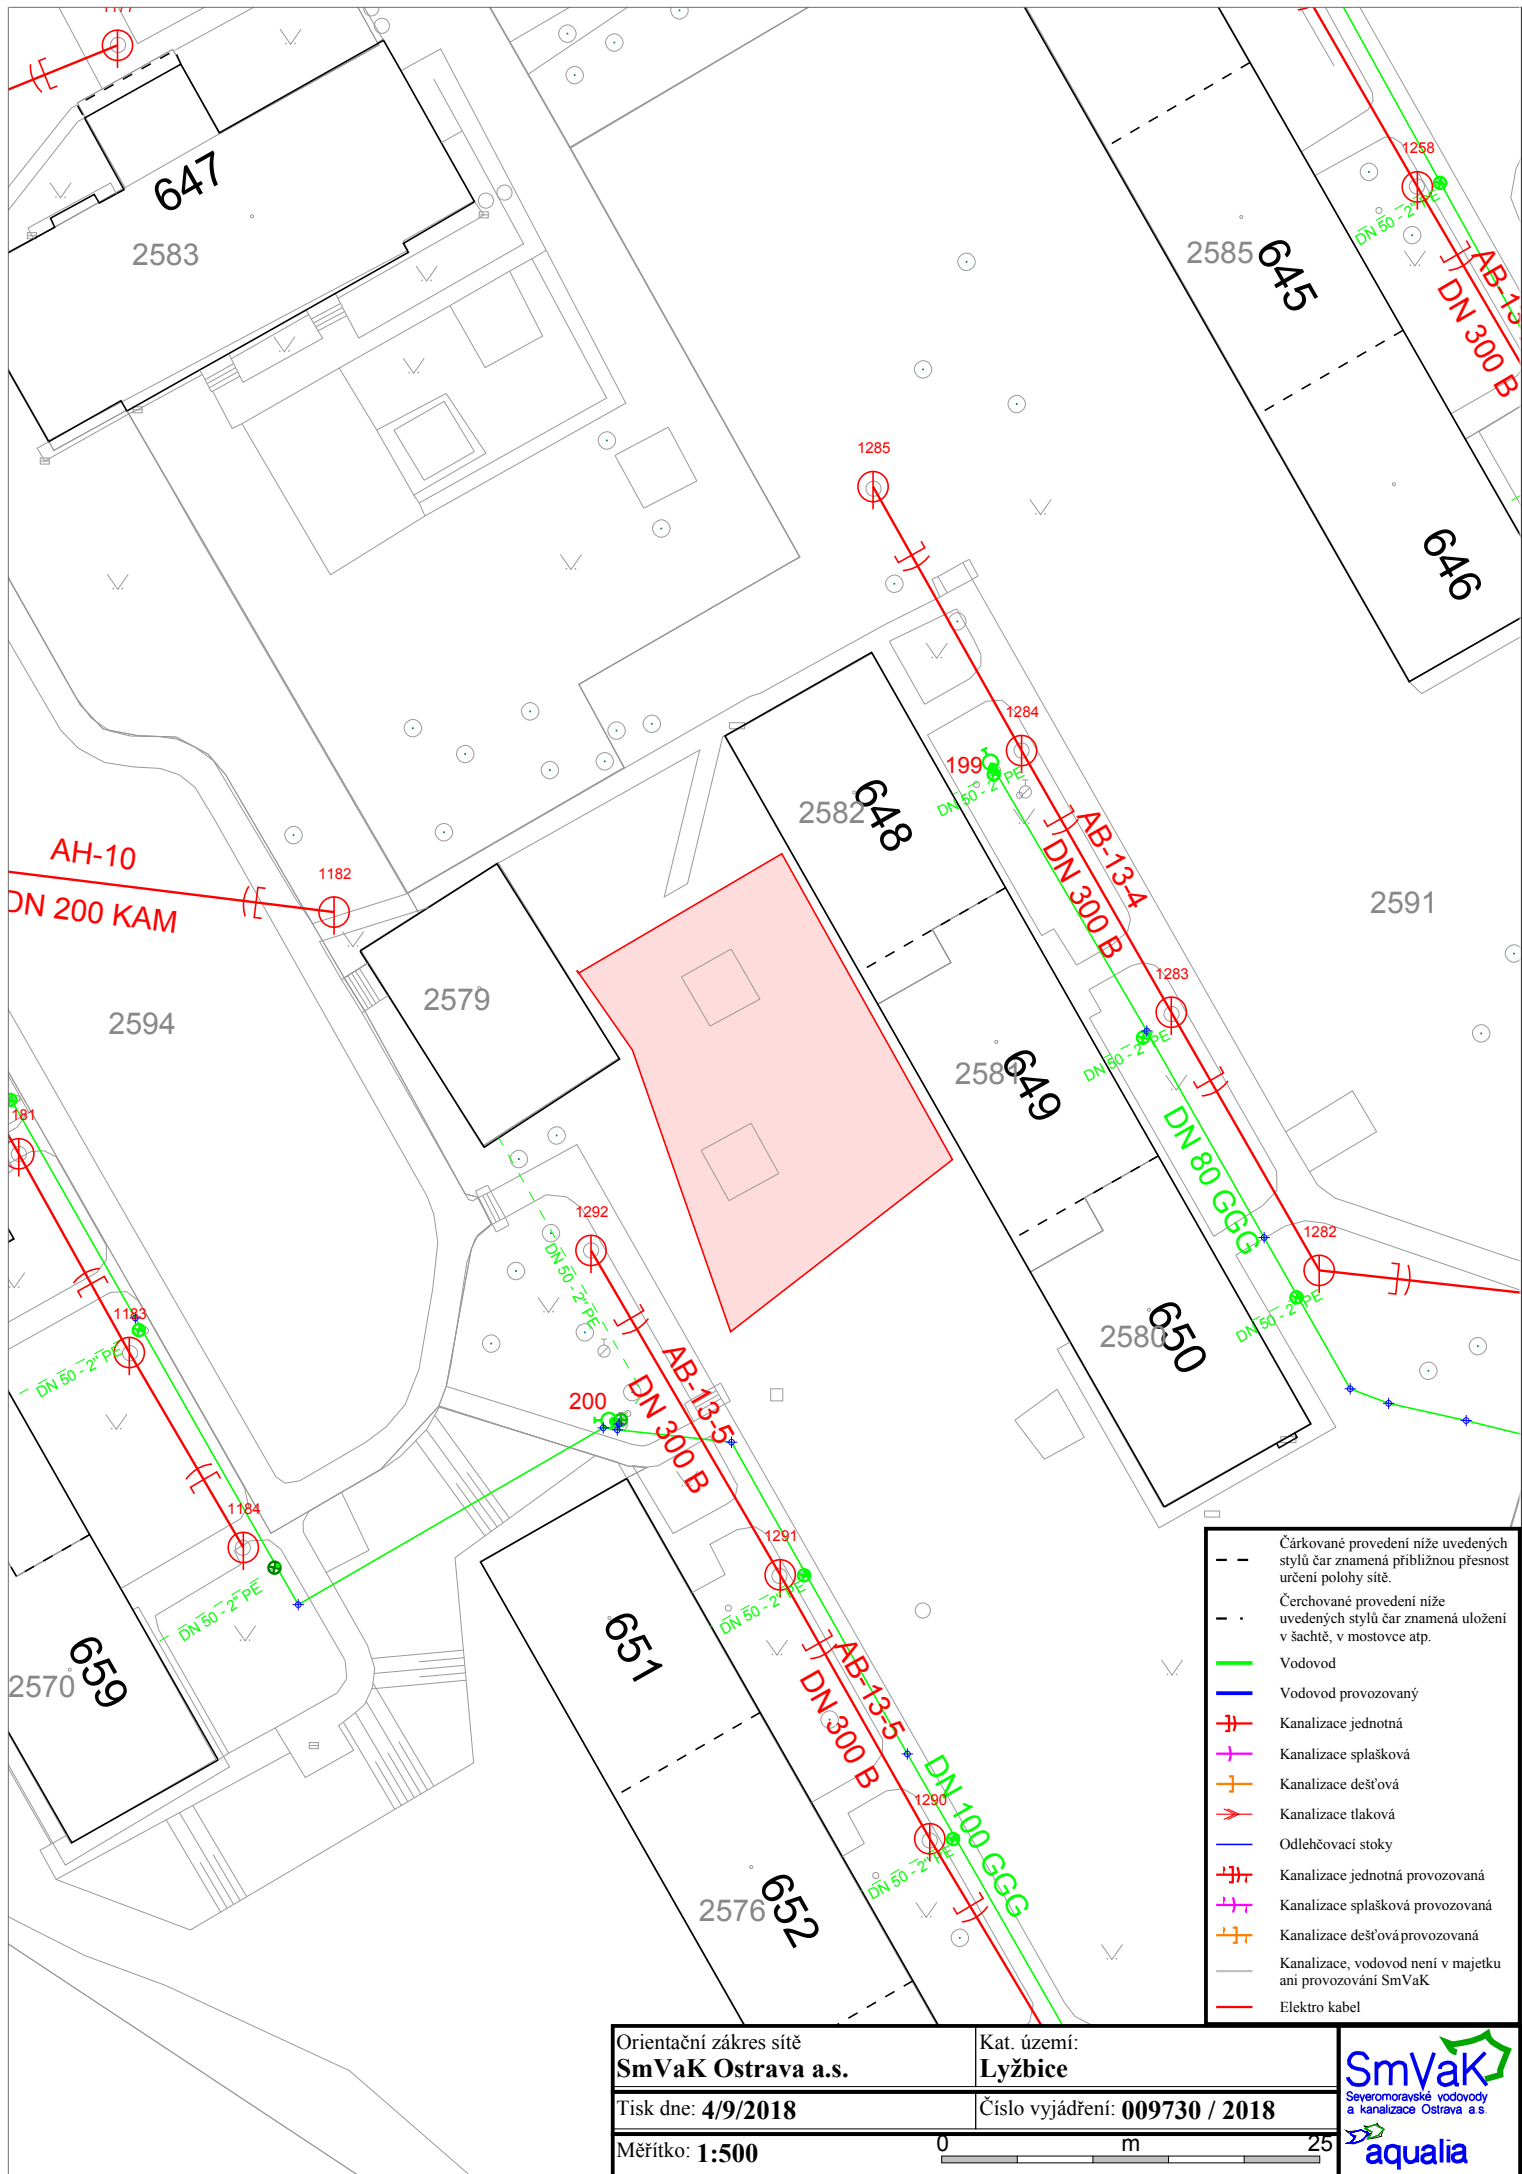 647
2583
1258
DN 50 - 2" PE
2585
645
DN 300 B
646
1285
1284
199
DN 50 - 2" PE
2582
648
AB-13-4
DN 300 B
AH-10
DN 200 KAM
1182
2591
2579
2594
1283
DN 50 - 2" PE
2581
649
DN 80 GGG
1292
DN 50 - 2" PE
1282
DN 50 - 2" PE
2580
650
1183
DN 50 - 2" PE
AB-13-5
DN 300 B
200
1184
DN 50 - 2" PE
1291
DN 50 - 2" PE
651
659
2570
AB-13-5
DN 300 B
DN 100 GGG
1290
DN 50 - 2" PE
2576
652
Čárkované provedení níže uvedených
stylů čar znamená přibližnou přesnost
určení polohy sítě.
Čerchované provedení níže
uvedených stylů čar znamená uložení
v šachtě, v mostovce atp.
Vodovod
Vodovod provozovaný
Kanalizace jednotná
Kanalizace splašková
Kanalizace dešťová
Kanalizace tlaková
Odlehčovací stoky
Kanalizace jednotná provozovaná
Kanalizace splašková provozovaná
Kanalizace dešťová provozovaná
Kanalizace, vodovod není v majetku
ani provozování SmVaK
Elektro kabel
Orientační zákres sítě
SmVaK Ostrava a.s.
Kat. území:
Lyžbice
Tisk dne: 4/9/2018
Číslo vyjádření: 009730 / 2018
Měřítko: 1:500
0 m 25
SmVaK
Severomoravské vodovody
a kanalizace Ostrava a.s.
aqualia